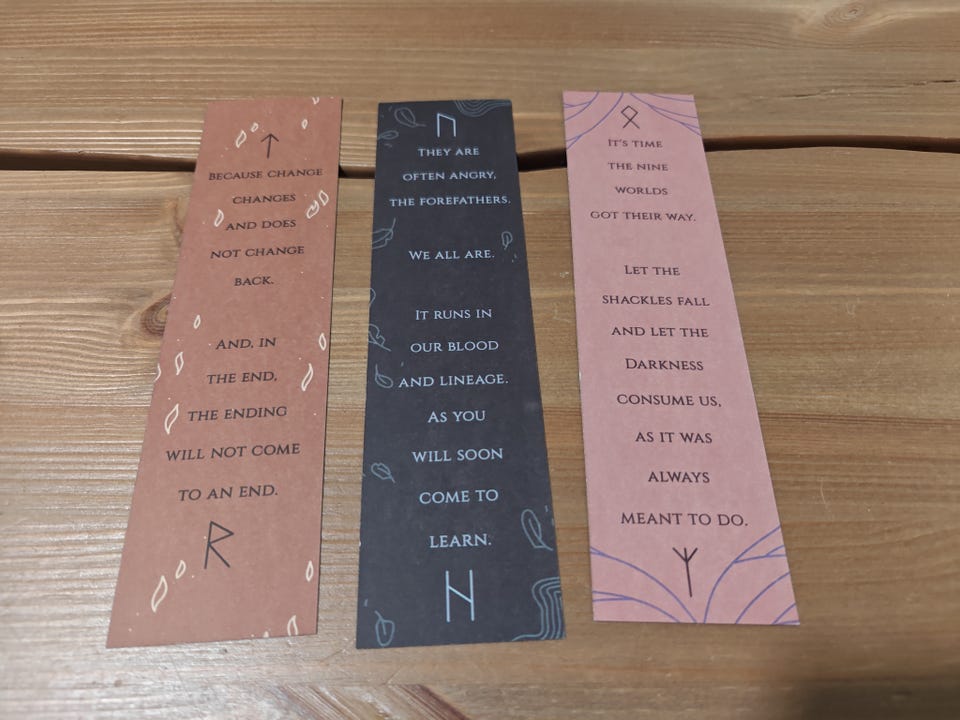 ᛏ
Because change
changes
and does
not change
back.
And, in
the end,
the ending
will not come
to an end.
ᚱ
ᚢ
They are
often angry,
the forefathers.
We all are.
It runs in
our blood
and lineage.
As you
will soon
come to
learn.
ᚺ
ᛟ
It's time
the nine
worlds
got their way.
Let the
shackles fall
and let the
Darkness
consume us,
as it was
always
meant to do.
ᛉ